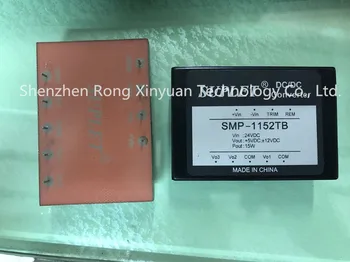 Shenzhen Rong Xinyuan Technology Co., Ltd.
® DC/DC
Converter
+Vin -Vin TRIM REM
SMP-1152TB
Vin :24VDC
Vout:+5VDC,±12VDC
Pout:15W
Vo2 Vo2 COM Vo1 COM
MADE IN CHINA